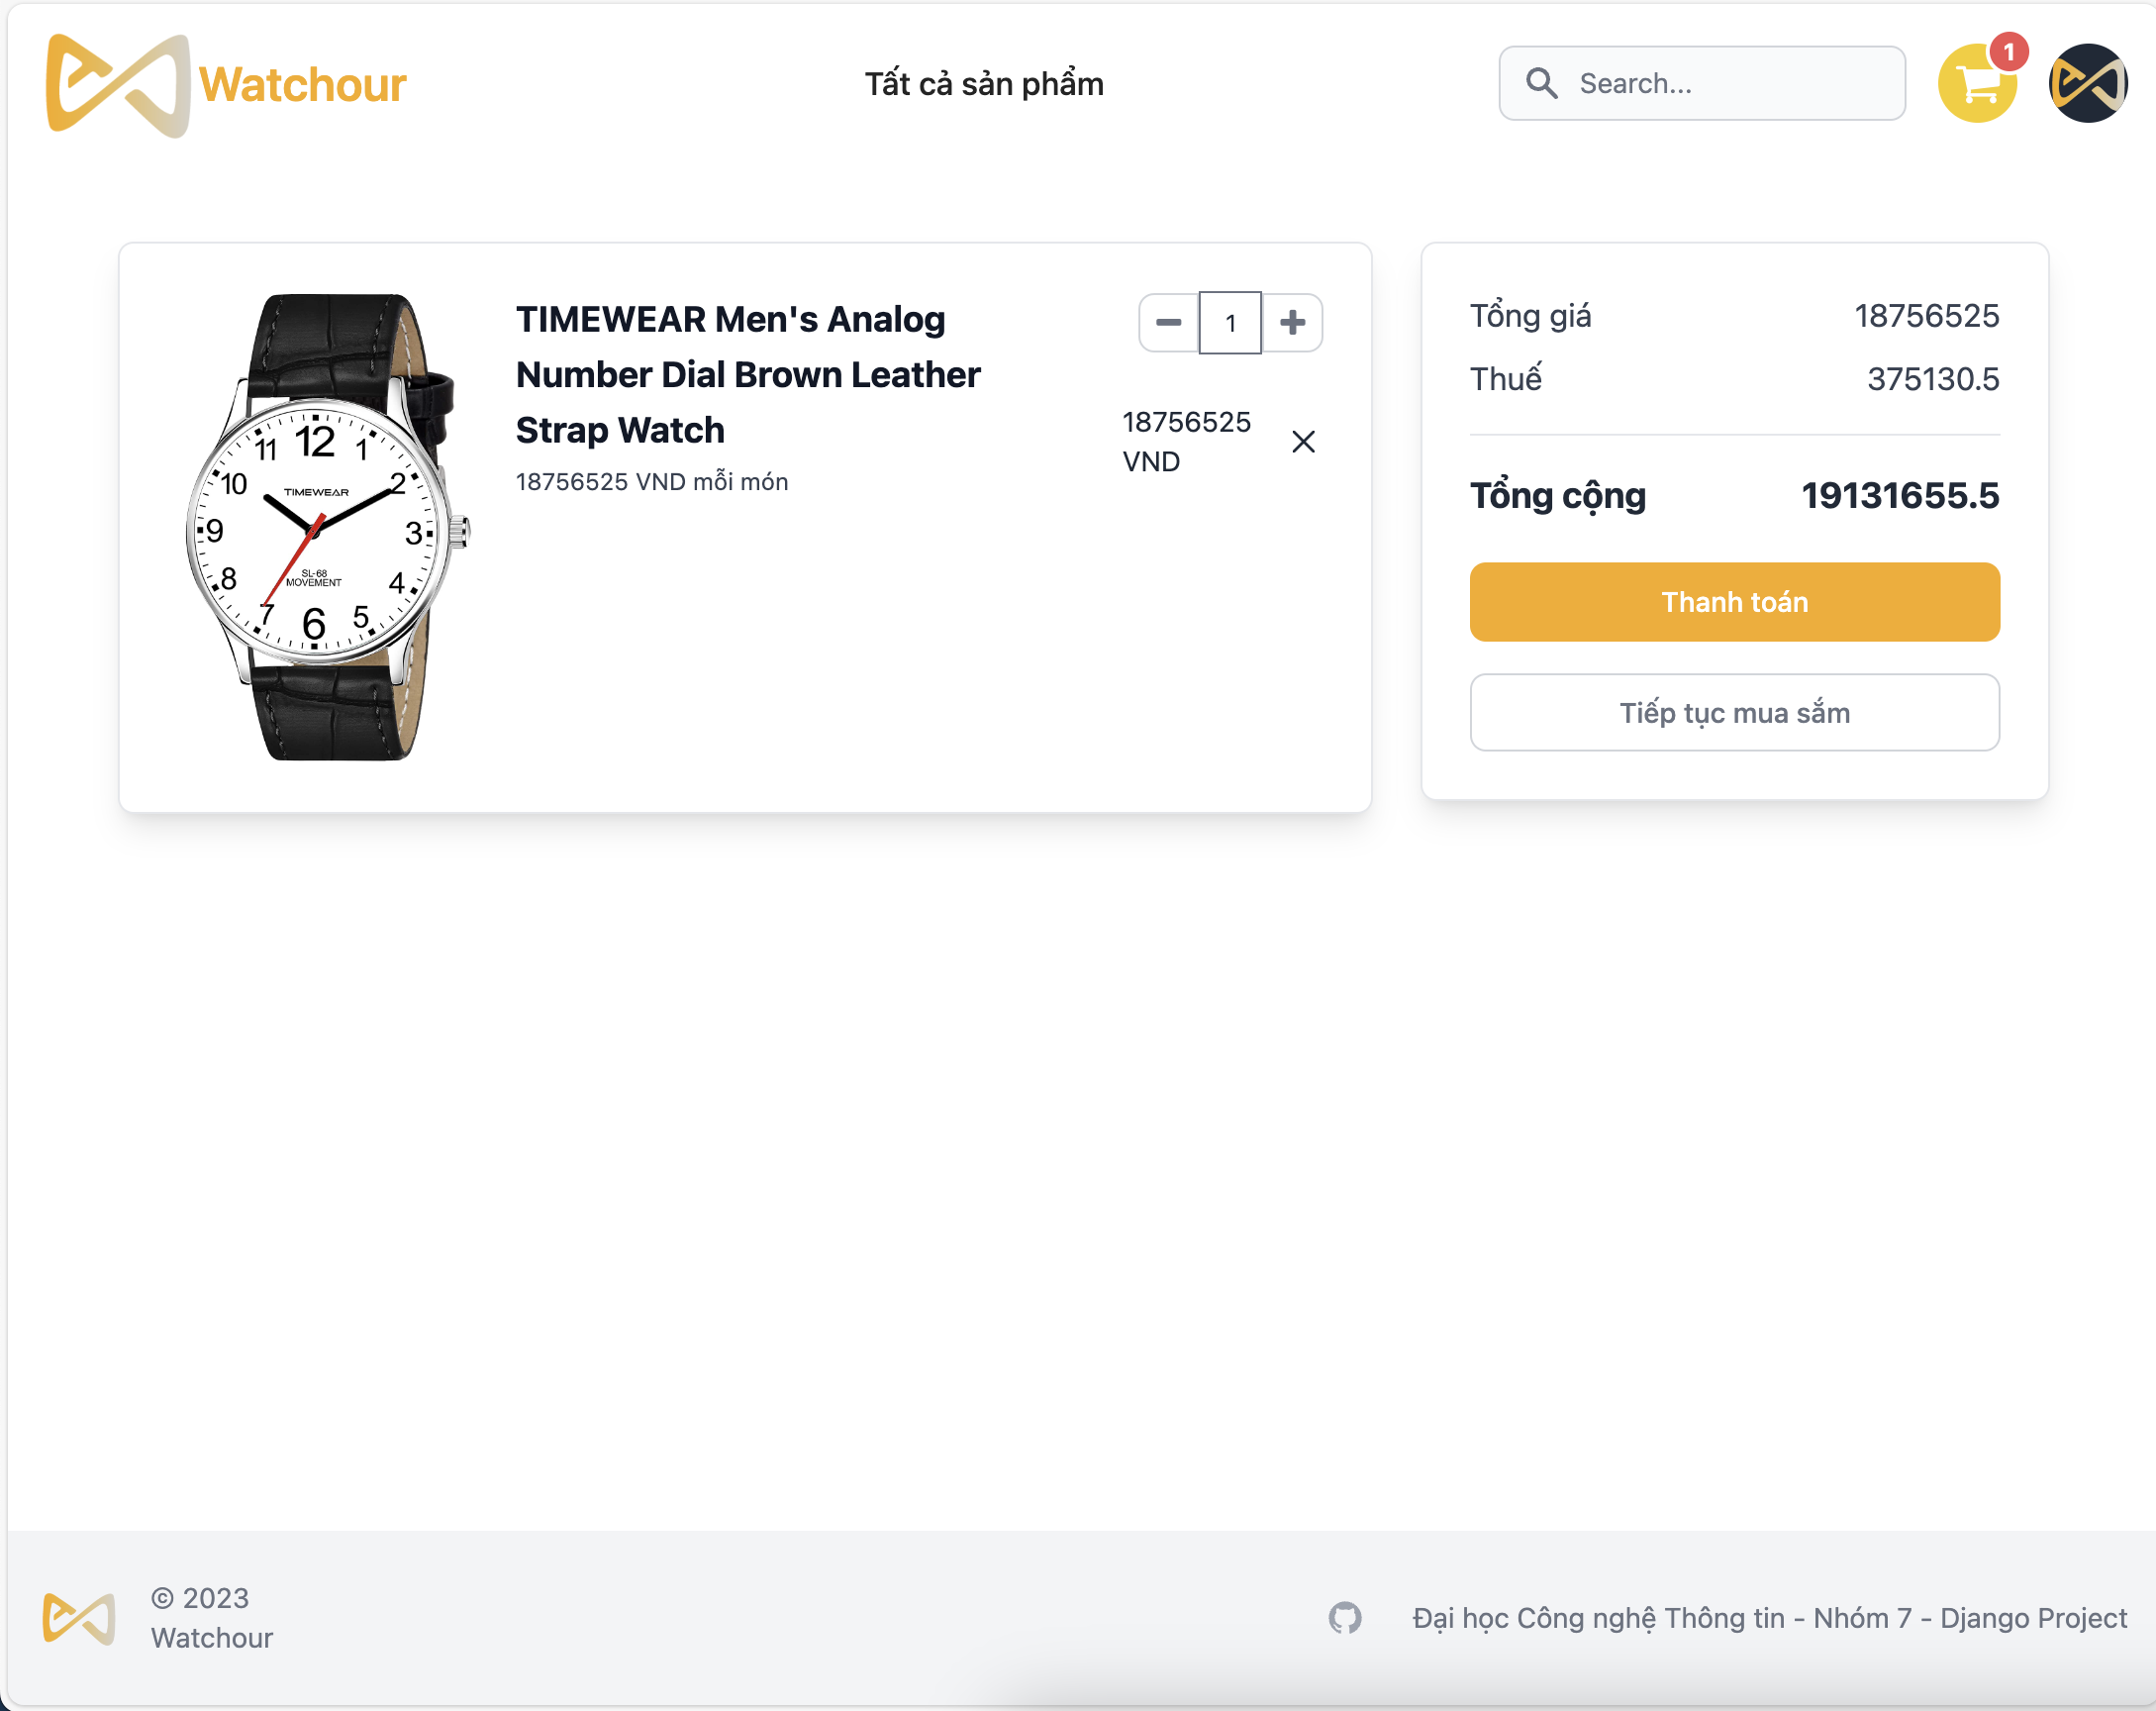 Watchour
Tất cả sản phẩm
Search...
1
TIMEWEAR Men's Analog
Number Dial Brown Leather
Strap Watch
18756525 VND mỗi món
1
18756525
VND
12
11
1
10
2
TIMEWEAR
9
3
8
SL-68
MOVEMENT
4
7
6
5
Tổng giá 18756525
Thuế 375130.5
Tổng cộng 19131655.5
Thanh toán
Tiếp tục mua sắm
© 2023
Watchour
Đại học Công nghệ Thông tin - Nhóm 7 - Django Project